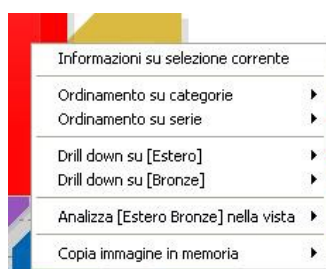 Informazioni su selezione corrente
Ordinamento su categorie
Ordinamento su serie
Drill down su [Estero]
Drill down su [Bronze]
Analizza [Estero Bronze] nella vista
Copia immagine in memoria